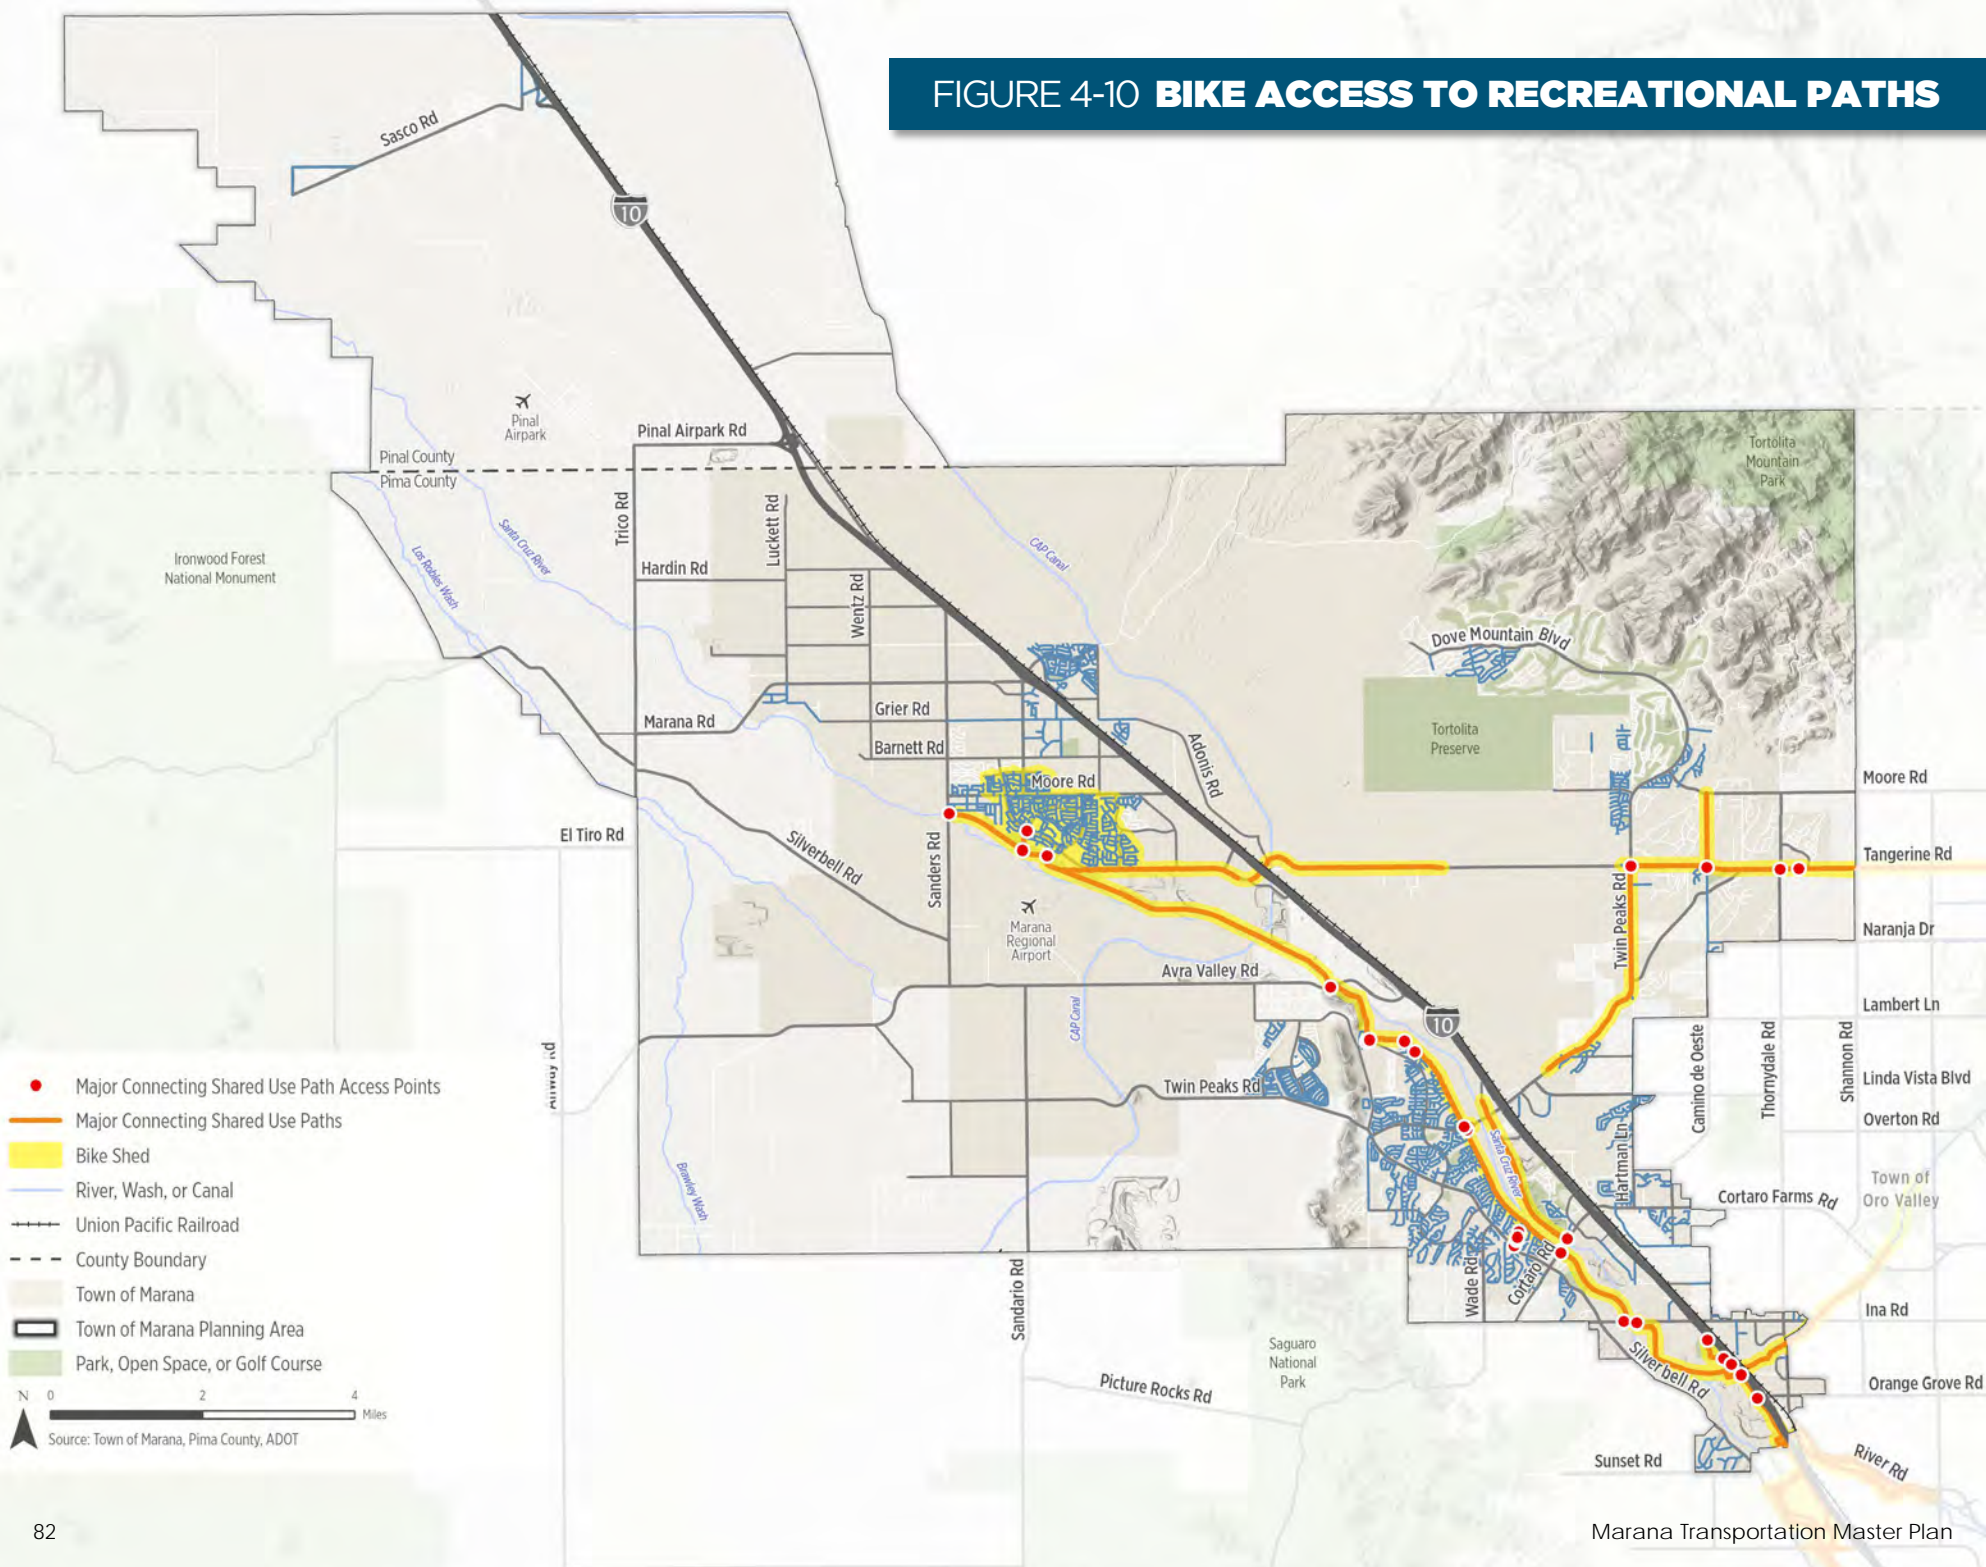 FIGURE 4-10 BIKE ACCESS TO RECREATIONAL PATHS
Sasco Rd
10
Pinal
Airpark
Pinal Airpark Rd
Pinal County
Pima County
Tortolita
Mountain
Park
Trico Rd
Luckett Rd
Santa Cruz River
Los Robles Wash
CAP Canal
Ironwood Forest
National Monument
Hardin Rd
Wentz Rd
Dove Mountain Blvd
Marana Rd
Grier Rd
Barnett Rd
Adonis Rd
Tortolita
Preserve
Moore Rd
Moore Rd
El Tiro Rd
Silverbell Rd
Sanders Rd
Tangerine Rd
Twin Peaks Rd
Marana
Regional
Airport
Naranja Dr
Avra Valley Rd
CAP Canal
10
Lambert Ln
Camino de Oeste
Thornydale Rd
Shannon Rd
Twin Peaks Rd
Linda Vista Blvd
Overton Rd
Hartman Ln
Santa Cruz River
Brawley Wash
Town of
Oro Valley
Cortaro Farms Rd
Wade Rd
Cortaro Rd
Sandario Rd
Ina Rd
Saguaro
National
Park
Silverbell Rd
Picture Rocks Rd
Orange Grove Rd
Sunset Rd
River Rd
Major Connecting Shared Use Path Access Points
Major Connecting Shared Use Paths
Bike Shed
River, Wash, or Canal
Union Pacific Railroad
County Boundary
Town of Marana
Town of Marana Planning Area
Park, Open Space, or Golf Course
N 0 2 4
Miles
Source: Town of Marana, Pima County, ADOT
82
Marana Transportation Master Plan